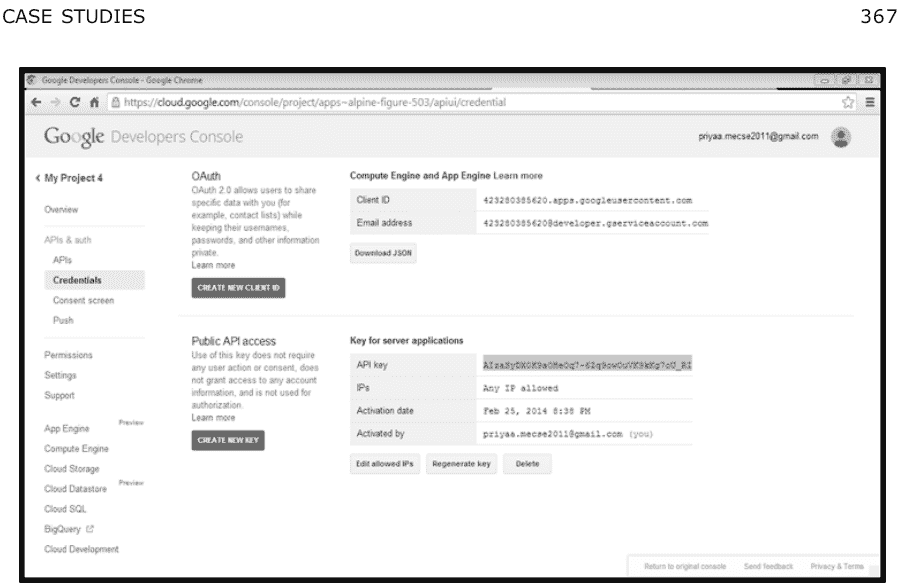 CASE STUDIES 367
Google Developers Console - Google Chrome
https://cloud.google.com/console/project/apps~alpine-figure-503/apiui/credential
Google Developers Console
priyaa.mecse2011@gmail.com
< My Project 4
Overview
APIs & auth
APIs
Credentials
Consent screen
Push
Permissions
Settings
Support
App Engine Preview
Compute Engine
Cloud Storage
Cloud Datastore Preview
Cloud SQL
BigQuery
Cloud Development
OAuth
OAuth 2.0 allows users to share
specific data with you (for
example, contact lists) while
keeping their usernames,
passwords, and other information
private.
Learn more
CREATE NEW CLIENT ID
Compute Engine and App Engine Learn more
Client ID 423280385620.apps.googleusercontent.com
Email address 423280385620@developer.gserviceaccount.com
Download JSON
Public API access
Use of this key does not require
any user action or consent, does
not grant access to any account
information, and is not used for
authorization.
Learn more
CREATE NEW KEY
Key for server applications
API key
IPs Any IP allowed
Activation date Feb 25, 2014 8:38 PM
Activated by priyaa.mecse2011@gmail.com (you)
Edit allowed IPs Regenerate key Delete
Return to original console Send feedback Privacy & Terms